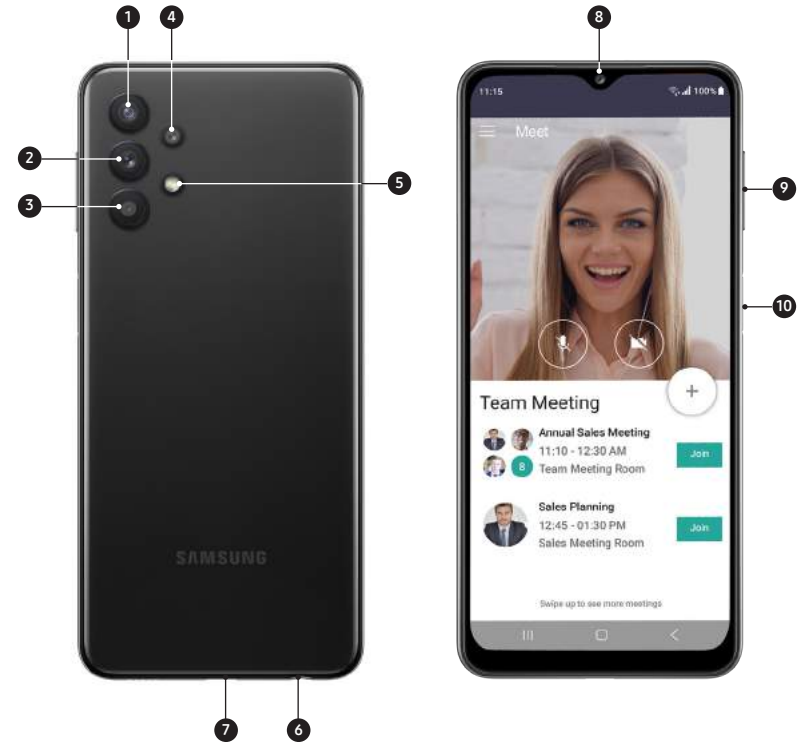 1
4
8
2
3
5
9
10
7
6
SAMSUNG
11:15
100%
Meet
Team Meeting
Annual Sales Meeting
11:10 - 12:30 AM
Team Meeting Room
Join
8
Sales Planning
12:45 - 01:30 PM
Sales Meeting Room
Join
Swipe up to see more meetings